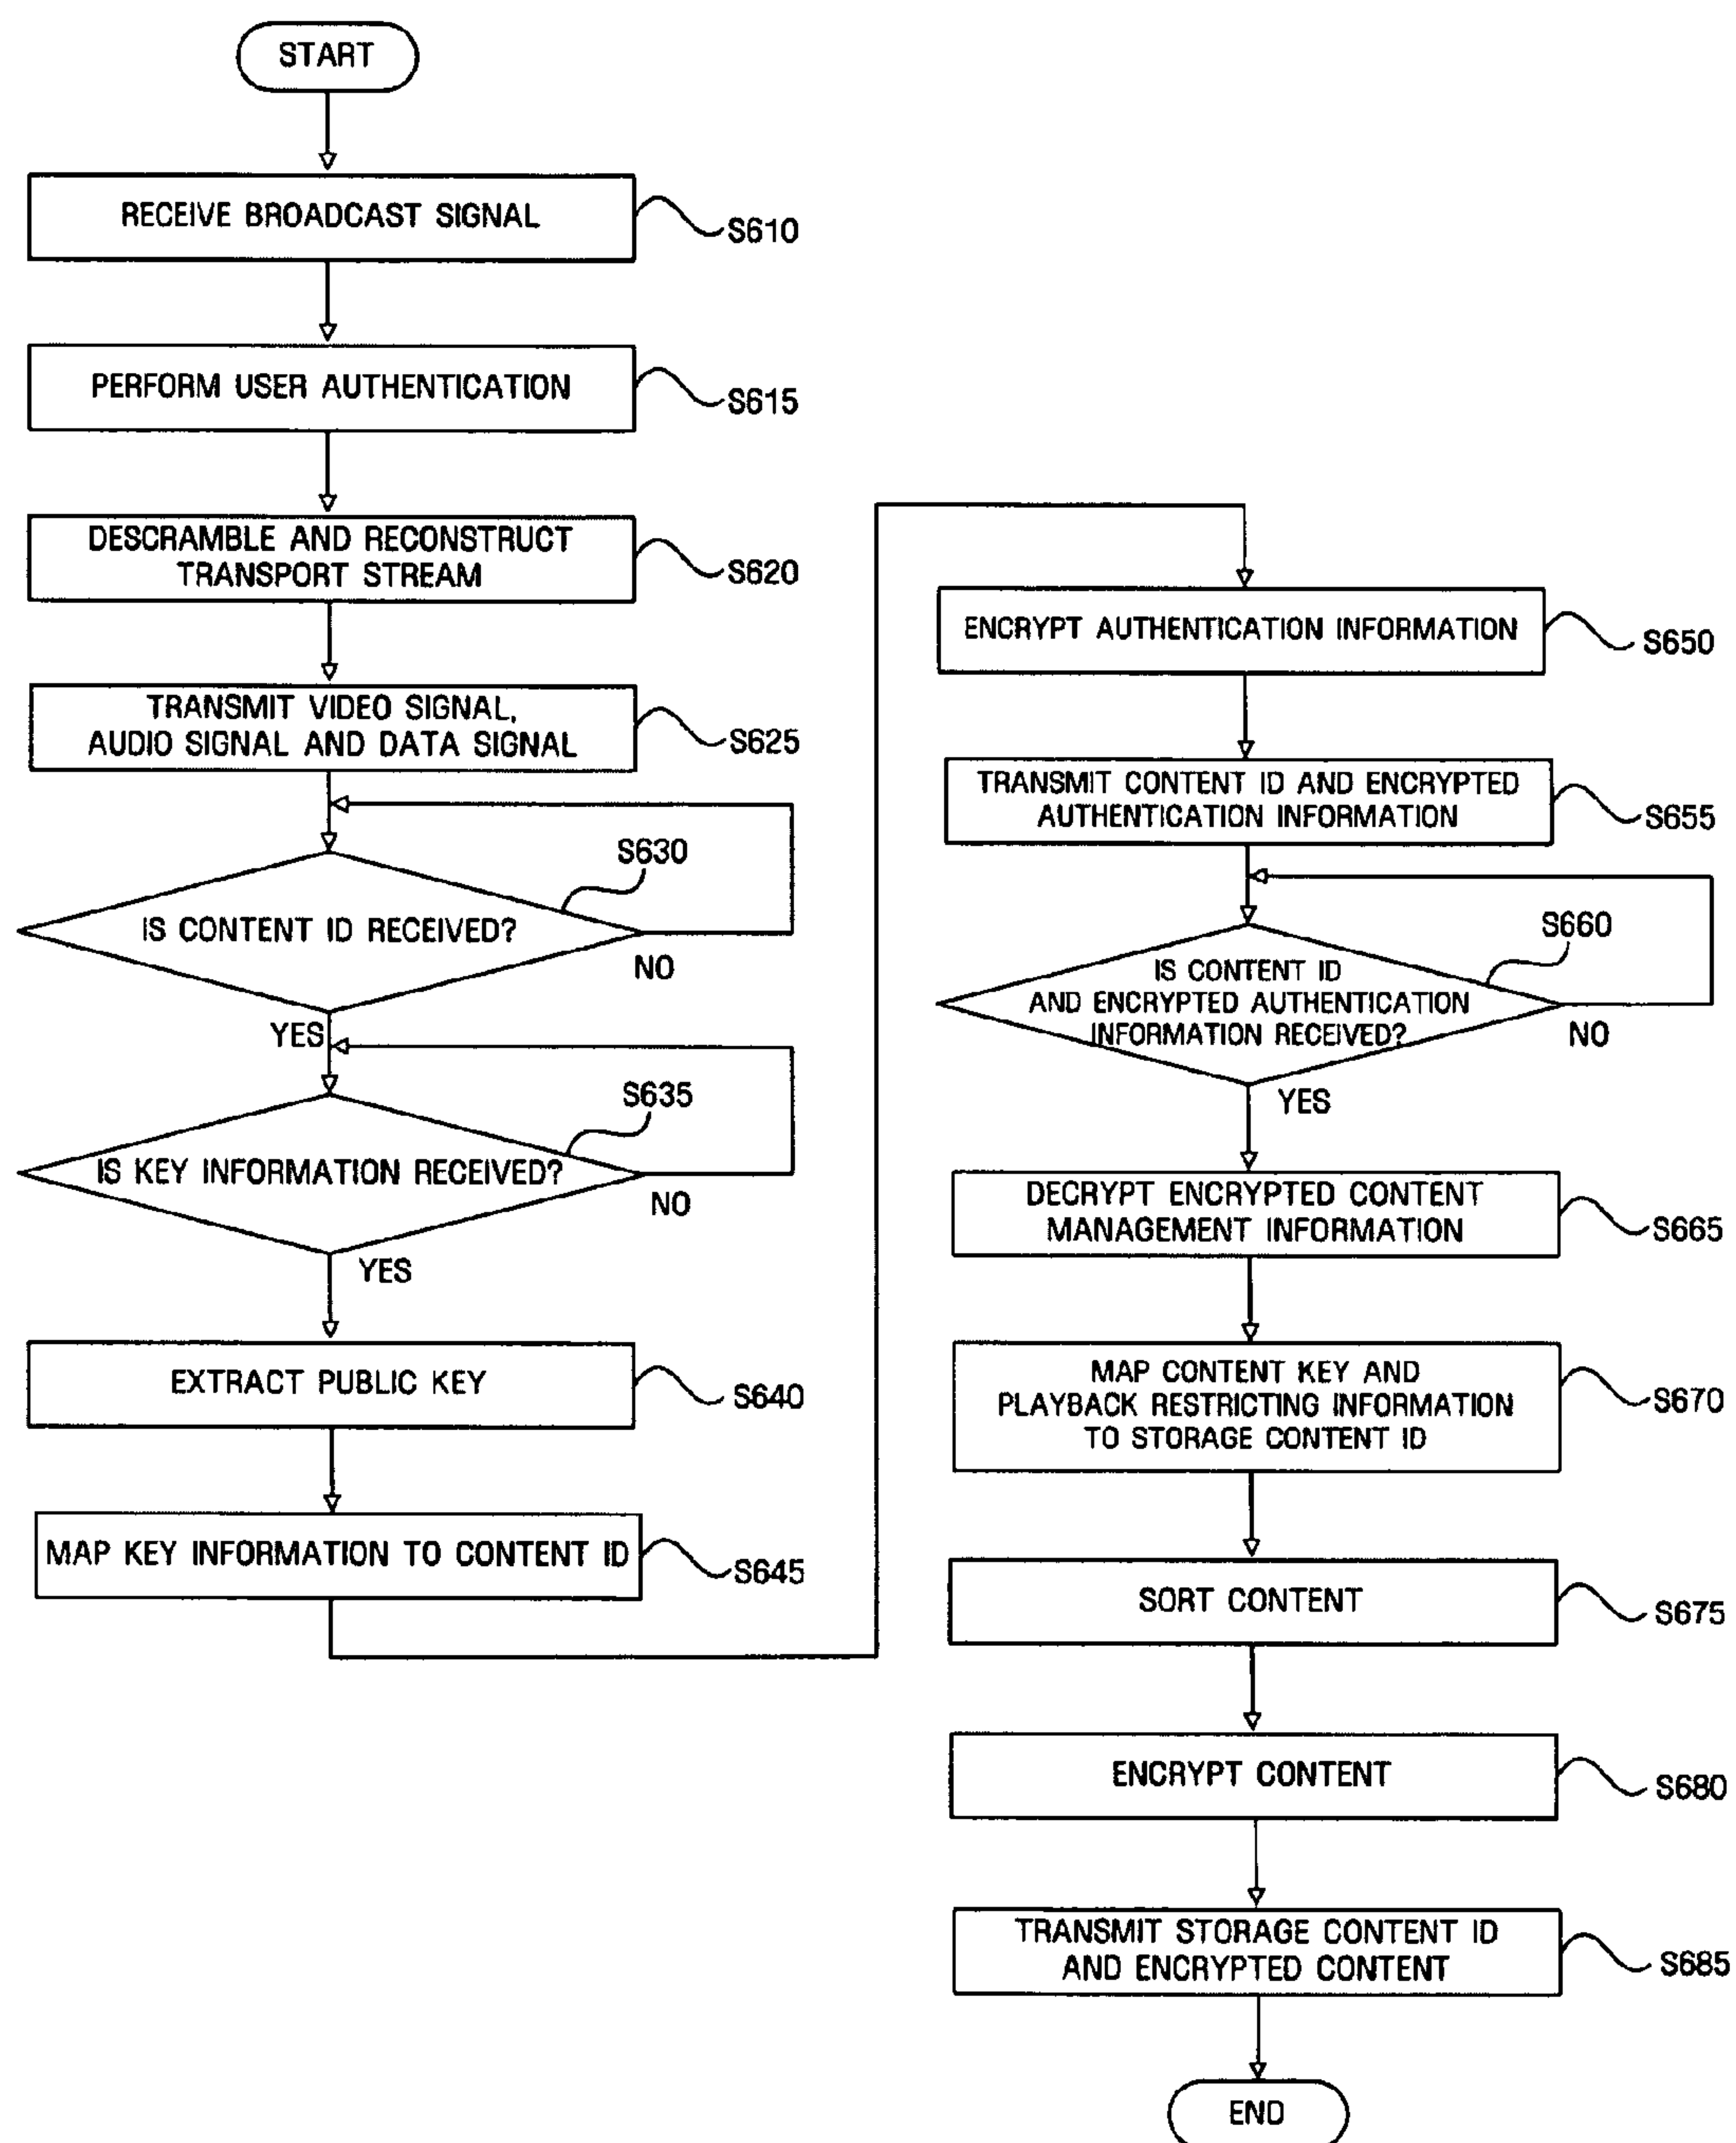 START
RECEIVE BROADCAST SIGNAL
S610
PERFORM USER AUTHENTICATION
S615
DESCRAMBLE AND RECONSTRUCT
TRANSPORT STREAM
S620
TRANSMIT VIDEO SIGNAL,
AUDIO SIGNAL AND DATA SIGNAL
S625
S630
IS CONTENT ID RECEIVED?
NO
YES
S635
IS KEY INFORMATION RECEIVED?
NO
YES
EXTRACT PUBLIC KEY
S640
MAP KEY INFORMATION TO CONTENT ID
S645
ENCRYPT AUTHENTICATION INFORMATION
S650
TRANSMIT CONTENT ID AND ENCRYPTED
AUTHENTICATION INFORMATION
S655
S660
IS CONTENT ID
AND ENCRYPTED AUTHENTICATION
INFORMATION RECEIVED?
NO
YES
DECRYPT ENCRYPTED CONTENT
MANAGEMENT INFORMATION
S665
MAP CONTENT KEY AND
PLAYBACK RESTRICTING INFORMATION
TO STORAGE CONTENT ID
S670
SORT CONTENT
S675
ENCRYPT CONTENT
S680
TRANSMIT STORAGE CONTENT ID
AND ENCRYPTED CONTENT
S685
END